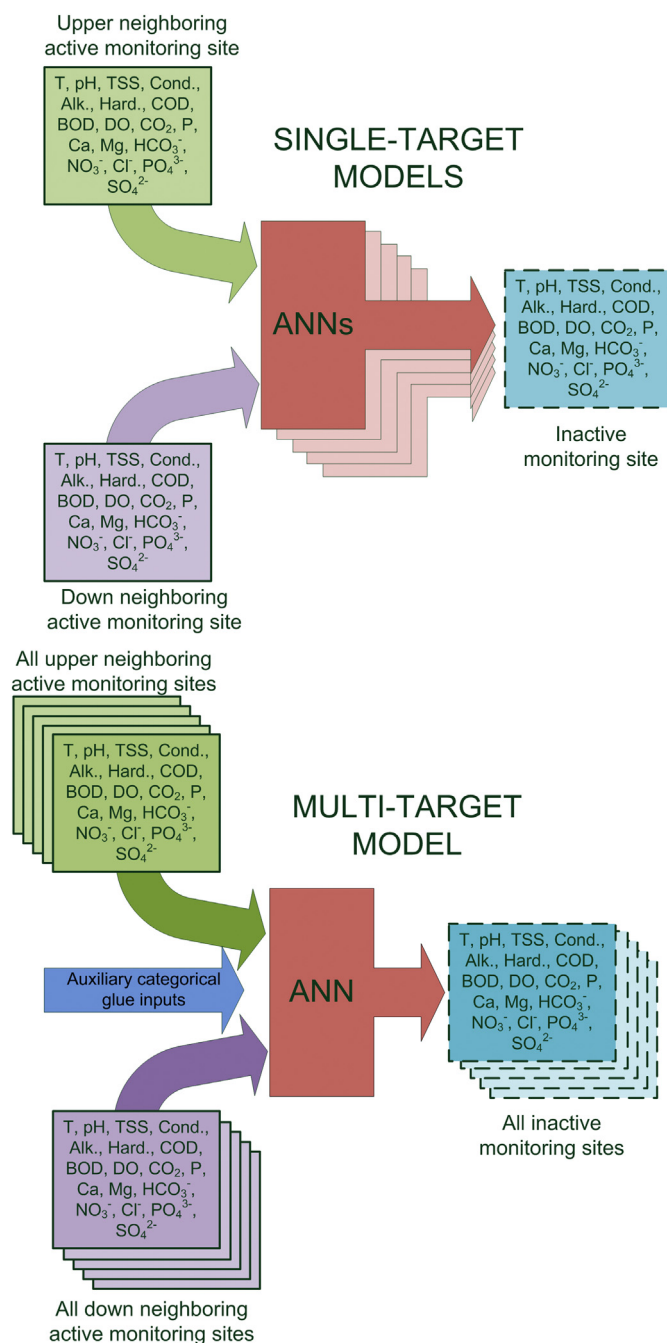 Upper neighboring
active monitoring site
T, pH, TSS, Cond.,
Alk., Hard., COD,
BOD, DO, CO₂, P,
Ca, Mg, HCO₃⁻,
NO₃⁻, Cl⁻, PO₄³⁻,
SO₄²⁻
SINGLE-TARGET
MODELS
ANNs
T, pH, TSS, Cond.,
Alk., Hard., COD,
BOD, DO, CO₂, P,
Ca, Mg, HCO₃⁻,
NO₃⁻, Cl⁻, PO₄³⁻,
SO₄²⁻
Inactive
monitoring site
T, pH, TSS, Cond.,
Alk., Hard., COD,
BOD, DO, CO₂, P,
Ca, Mg, HCO₃⁻,
NO₃⁻, Cl⁻, PO₄³⁻,
SO₄²⁻
Down neighboring
active monitoring site
All upper neighboring
active monitoring sites
T, pH, TSS, Cond.,
Alk., Hard., COD,
BOD, DO, CO₂, P,
Ca, Mg, HCO₃⁻,
NO₃⁻, Cl⁻, PO₄³⁻,
SO₄²⁻
MULTI-TARGET
MODEL
Auxiliary categorical
glue inputs
ANN
T, pH, TSS, Cond.,
Alk., Hard., COD,
BOD, DO, CO₂, P,
Ca, Mg, HCO₃⁻,
NO₃⁻, Cl⁻, PO₄³⁻,
SO₄²⁻
All inactive
monitoring sites
T, pH, TSS, Cond.,
Alk., Hard., COD,
BOD, DO, CO₂, P,
Ca, Mg, HCO₃⁻,
NO₃⁻, Cl⁻, PO₄³⁻,
SO₄²⁻
All down neighboring
active monitoring sites